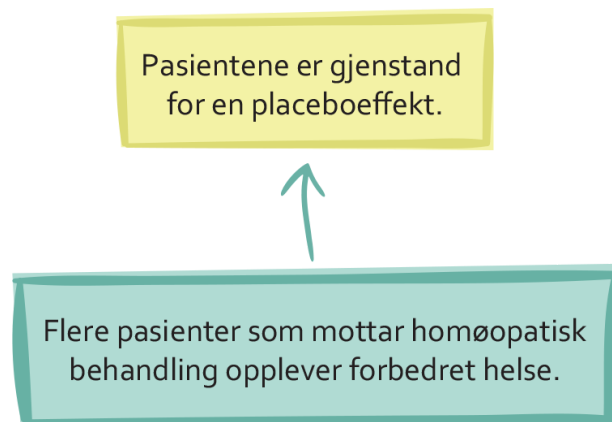 Pasientene er gjenstand
for en placeboeffekt.
Flere pasienter som mottar homøopatisk
behandling opplever forbedret helse.